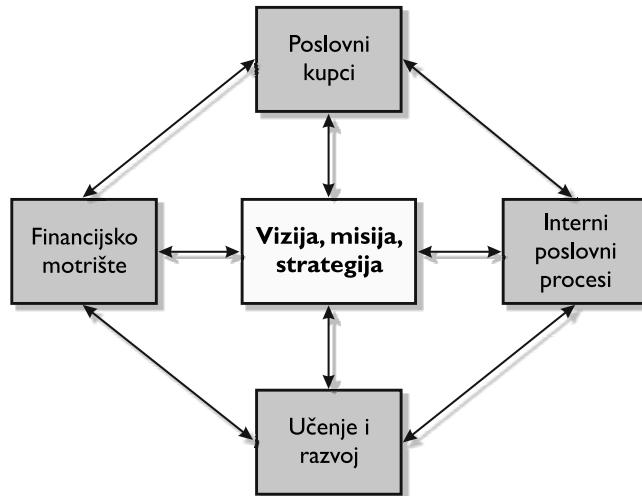 Poslovni
kupci
Financijsko
motrište
Vizija, misija,
strategija
Interni
poslovni
procesi
Učenje i
razvoj